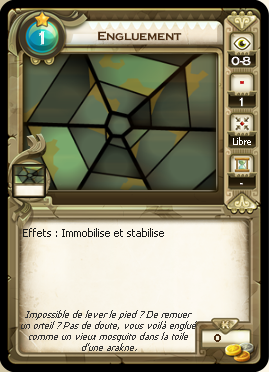 1
Engluement
0-8
1
Libre
-
Effets : Immobilise et stabilise
Impossible de lever le pied ? De remuer
un orteil ? Pas de doute, vous voilà englué
comme un vieux mosquito dans la toile
d'une arakne.
K
0